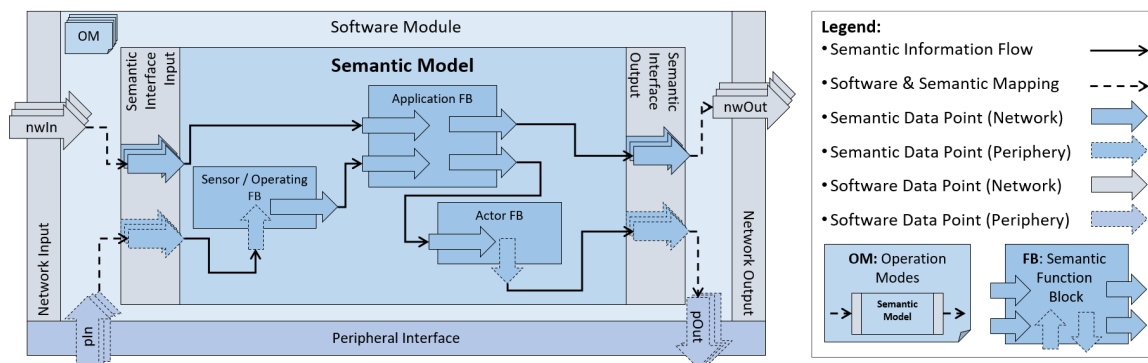 OM
Software Module
Semantic Interface
Input
Semantic Model
Semantic
Interface
Output
Application FB
nwIn
nwOut
Sensor / Operating
FB
Actor FB
Network Input
Network Output
pIn
Peripheral Interface
pOut
Legend:
•Semantic Information Flow
•Software & Semantic Mapping
•Semantic Data Point (Network)
•Semantic Data Point (Periphery)
•Software Data Point (Network)
•Software Data Point (Periphery)
OM: Operation
Modes
Semantic
Model
FB: Semantic
Function
Block